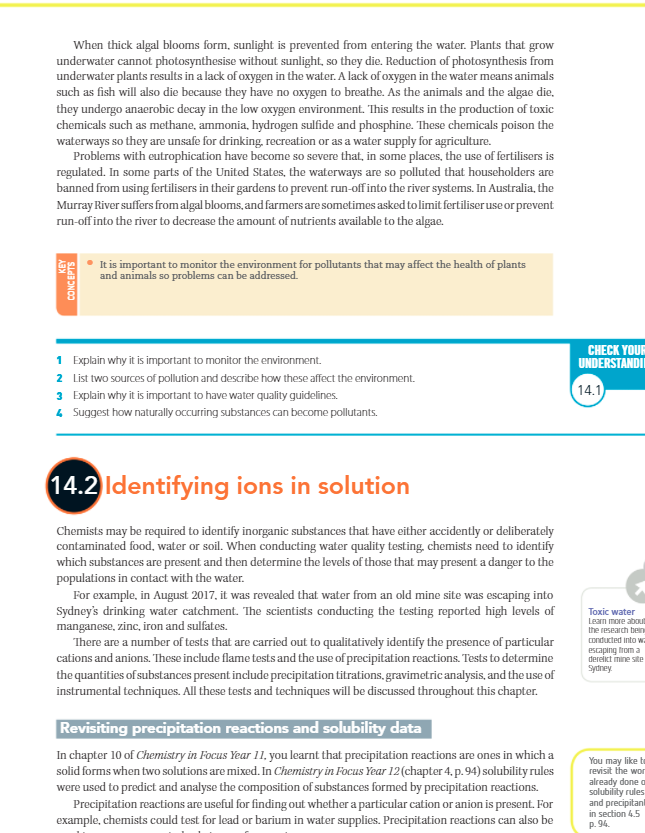 When thick algal blooms form, sunlight is prevented from entering the water. Plants that grow
underwater cannot photosynthesise without sunlight, so they die. Reduction of photosynthesis from
underwater plants results in a lack of oxygen in the water. A lack of oxygen in the water means animals
such as fish will also die because they have no oxygen to breathe. As the animals and the algae die,
they undergo anaerobic decay in the low oxygen environment. This results in the production of toxic
chemicals such as methane, ammonia, hydrogen sulfide and phosphine. These chemicals poison the
waterways so they are unsafe for drinking, recreation or as a water supply for agriculture.
Problems with eutrophication have become so severe that, in some places, the use of fertilisers is
regulated. In some parts of the United States, the waterways are so polluted that householders are
banned from using fertilisers in their gardens to prevent run-off into the river systems. In Australia, the
Murray River suffers from algal blooms, and farmers are sometimes asked to limit fertiliser use or prevent
run-off into the river to decrease the amount of nutrients available to the algae.
KEY
CONCEPTS
• It is important to monitor the environment for pollutants that may affect the health of plants
and animals so problems can be addressed.
CHECK YOUR
14.1
1 Explain why it is important to monitor the environment.
2 List two sources of pollution and describe how these affect the environment.
3 Explain why it is important to have water quality guidelines.
4 Suggest how naturally occurring substances can become pollutants.
14.2 Identifying ions in solution
Chemists may be required to identify inorganic substances that have either accidently or deliberately
contaminated food, water or soil. When conducting water quality testing, chemists need to identify
which substances are present and then determine the levels of those that may present a danger to the
populations in contact with the water.
For example, in August 2017, it was revealed that water from an old mine site was escaping into
Sydney's drinking water catchment. The scientists conducting the testing reported high levels of
manganese, zinc, iron and sulfates.
There are a number of tests that are carried out to qualitatively identify the presence of particular
cations and anions. These include flame tests and the use of precipitation reactions. Tests to determine
the quantities of substances present include precipitation titrations, gravimetric analysis, and the use of
instrumental techniques. All these tests and techniques will be discussed throughout this chapter.
Toxic water
Learn more about
the research being
conducted into
escaping from a
derelict mine site
Sydney.
Revisiting precipitation reactions and solubility data
In chapter 10 of Chemistry in Focus Year 11, you learnt that precipitation reactions are ones in which a
solid forms when two solutions are mixed. In Chemistry in Focus Year 12 (chapter 4, p. 94) solubility rules
were used to predict and analyse the composition of substances formed by precipitation reactions.
Precipitation reactions are useful for finding out whether a particular cation or anion is present. For
example, chemists could test for lead or barium in water supplies. Precipitation reactions can also be
You may like to
revisit the
already done
solubility rules
and
in section 4.5
p. 94.